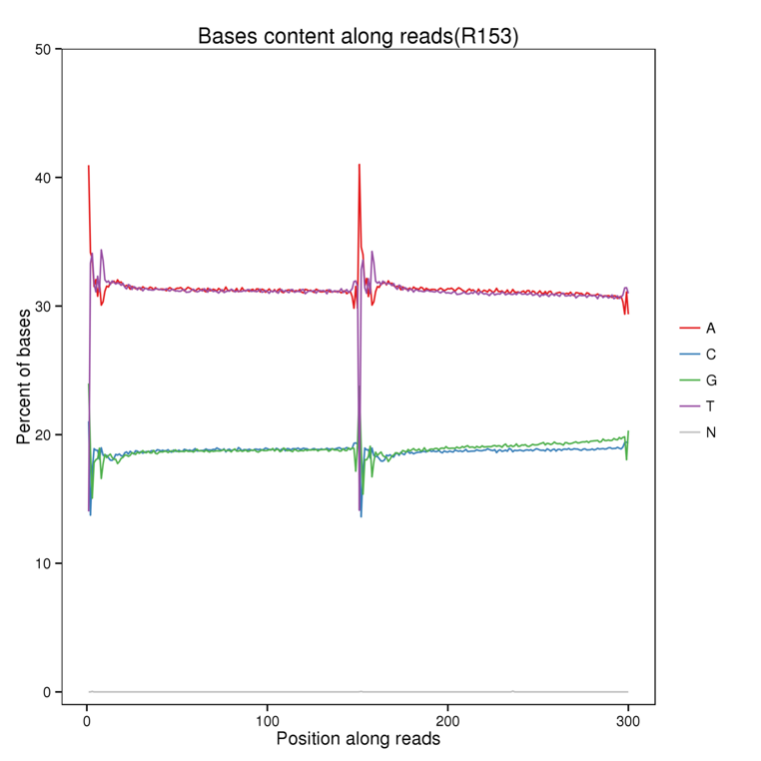 Bases content along reads(R153)
50
40
30
20
10
0
Percent of bases
0 100 200 300
Position along reads
A
C
G
T
N